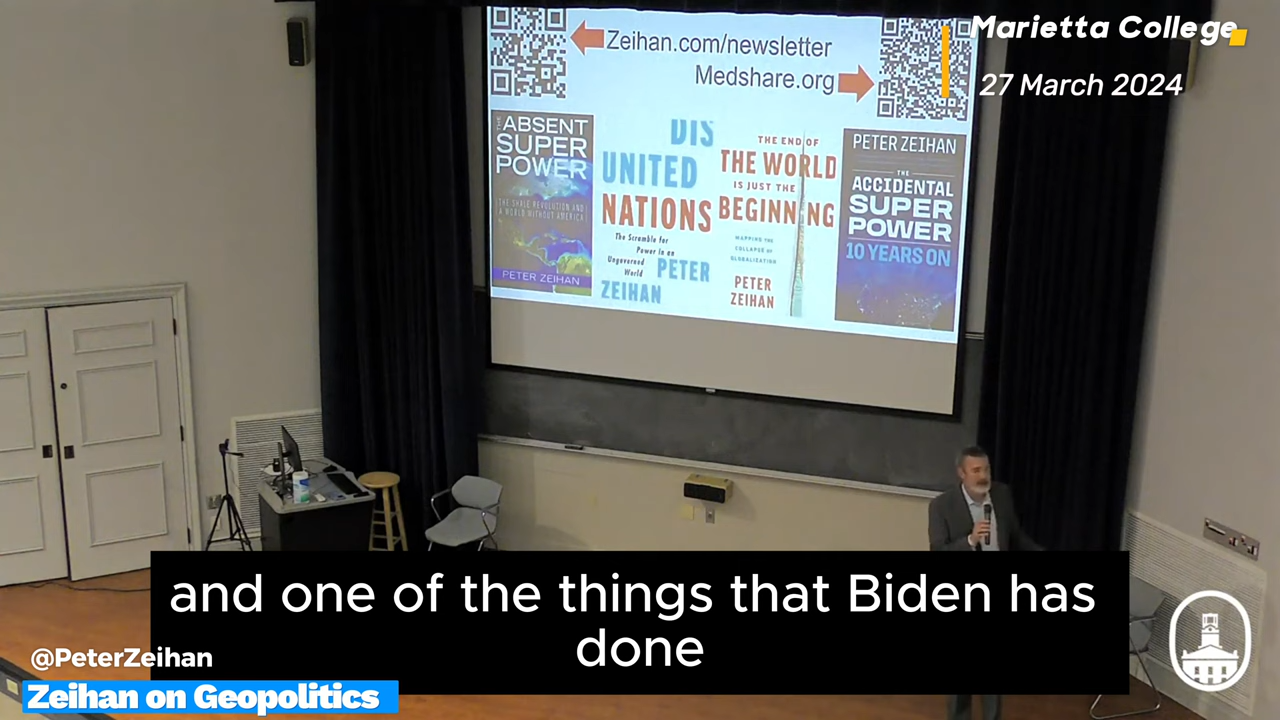 Marietta College
27 March 2024
Zeihan.com/newsletter
Medshare.org
THE
ABSENT
SUPER
POWER
THE SHALE REVOLUTION AND
A WORLD WITHOUT AMERICA
PETER ZEIHAN
DIS
UNITED
NATIONS
The Scramble for
Power in an
Ungoverned
World
PETER
ZEIHAN
THE END OF
THE WORLD
IS JUST THE
BEGINNING
MAPPING THE
COLLAPSE OF
GLOBALIZATION
PETER
ZEIHAN
PETER ZEIHAN
THE
ACCIDENTAL
SUPER
POWER
10 YEARS ON
and one of the things that Biden has
done
@PeterZeihan
Zeihan on Geopolitics